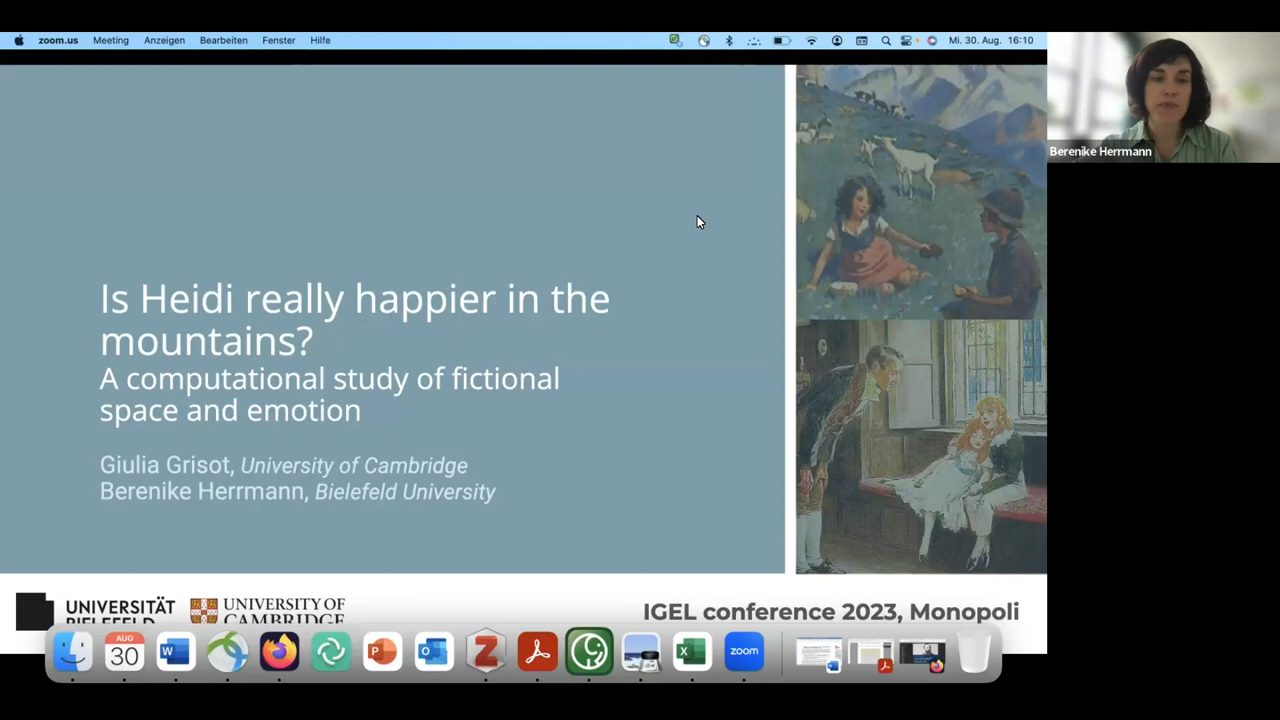 zoom.us Meeting Anzeigen Bearbeiten Fenster Hilfe Mi. 30. Aug. 16:10
Berenike Herrmann
Is Heidi really happier in the
mountains?
A computational study of fictional
space and emotion
Giulia Grisot, University of Cambridge
Berenike Herrmann, Bielefeld University
UNIVERSITÄT
BIELEFELD
UNIVERSITY OF
CAMBRIDGE
IGEL conference 2023, Monopoli
AUG
30
W
P
O
Z
X
zoom